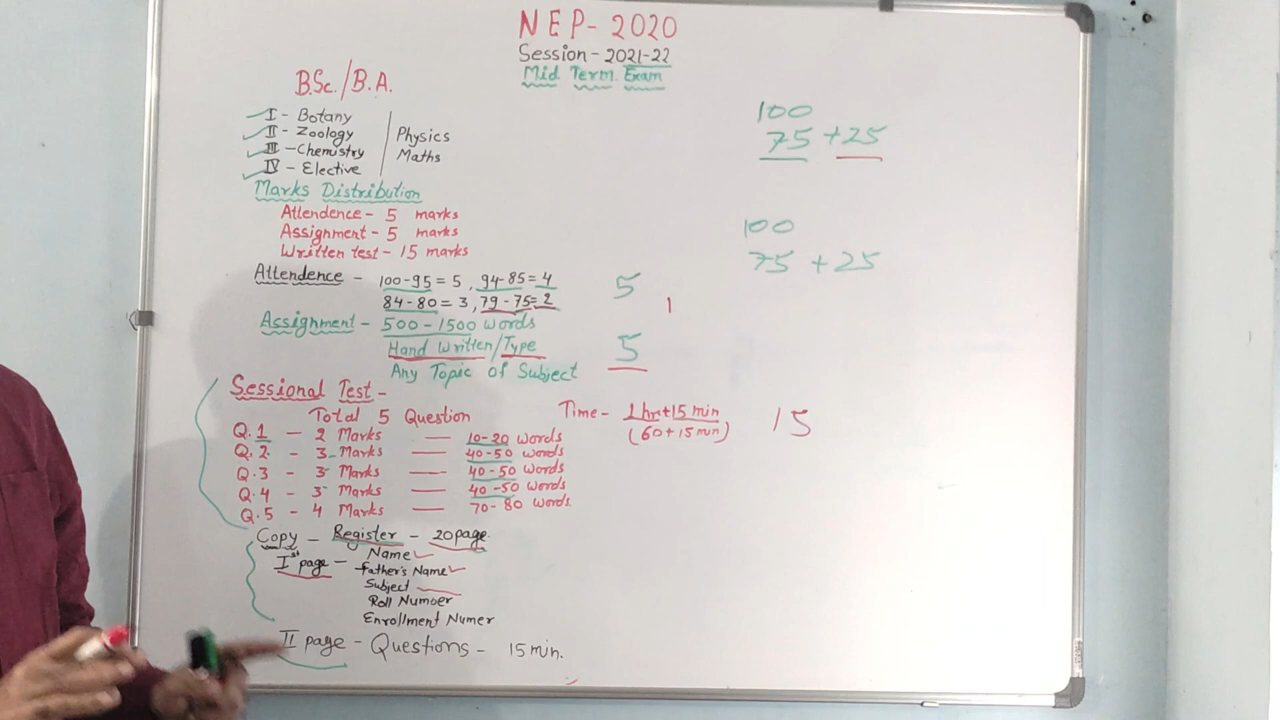 NEP- 2020
Session - 2021-22
Mid Term Exam
B.Sc./B.A.
I - Botany
II - Zoology
III - Chemistry
IV - Elective
Physics
Maths
Marks Distribution
Attendence - 5 marks
Assignment - 5 marks
Written test - 15 marks
Attendence - 100-95 = 5, 94-85 = 4
84-80 = 3, 79-75 = 2
Assignment - 500 - 1500 words
Hand Written/Type
Any Topic of Subject
Sessional Test -
Total 5 Question
Time - 1 hr+15 min
(60+15 min)
Q.1 - 2 Marks — 10-20 words
Q.2 - 3 Marks — 40-50 words
Q.3 - 3 Marks — 40-50 words
Q.4 - 3 Marks — 40-50 words
Q.5 - 4 Marks — 70-80 words
Copy - Register - 20 page
Ist page - Name
Father's Name
Subject
Roll Number
Enrollment Numer
II page - Questions - 15 min.
100
75 + 25
100
75 + 25
5
1
5
15